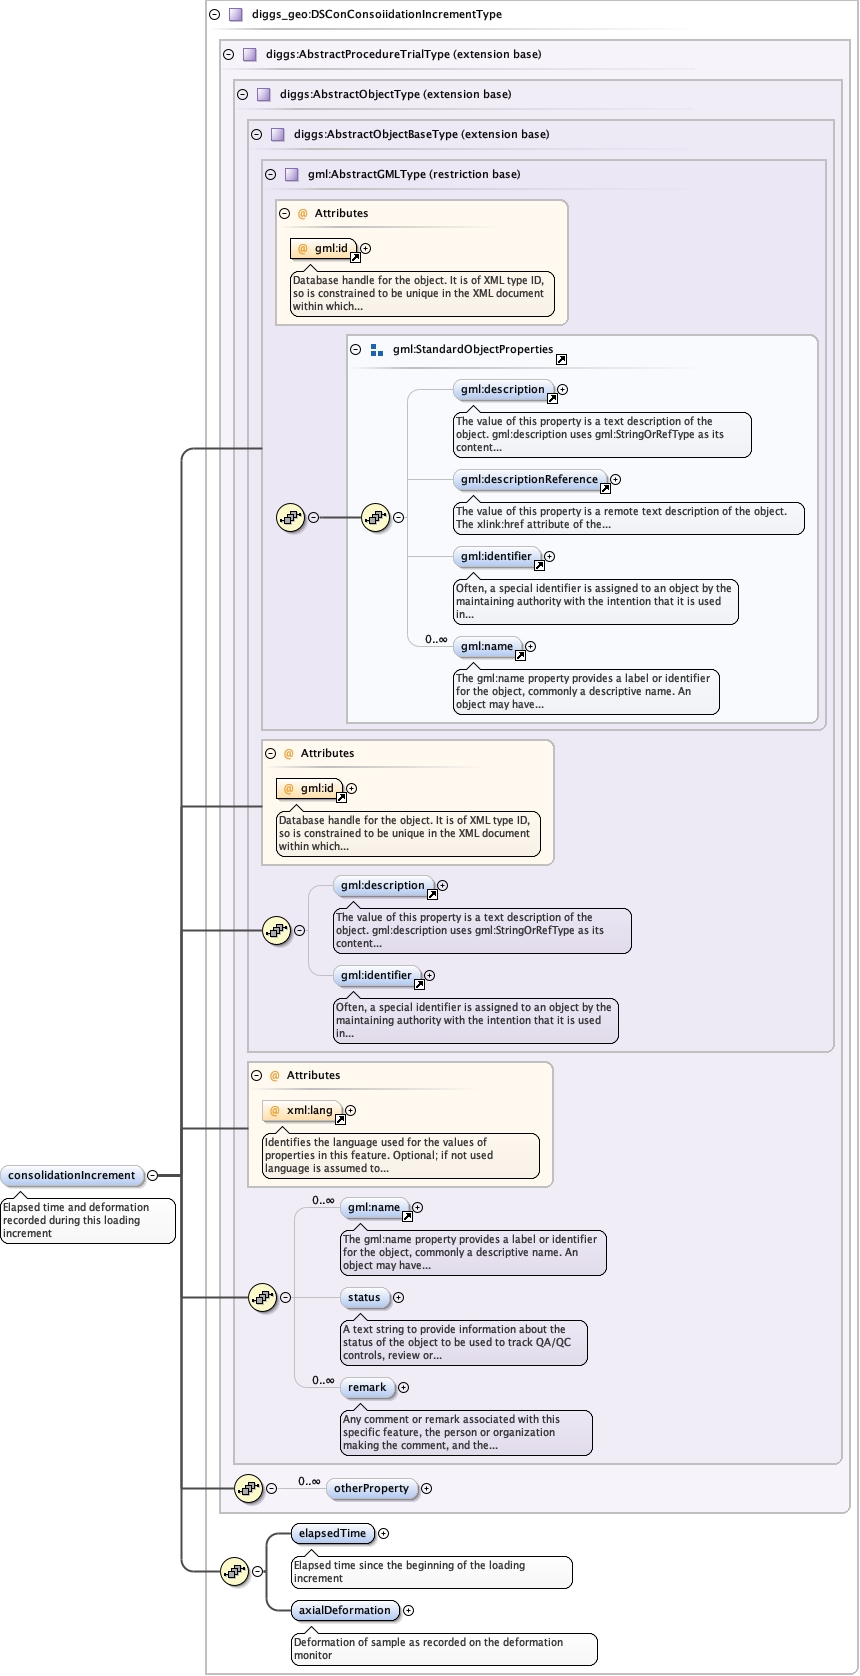 diggs_geo:DSConConsoiidationIncrementType
diggs:AbstractProcedureTrialType (extension base)
diggs:AbstractObjectType (extension base)
diggs:AbstractObjectBaseType (extension base)
gml:AbstractGMLType (restriction base)
@ Attributes
@ gml:id
Database handle for the object. It is of XML type ID,
so is constrained to be unique in the XML document
within which...
gml:StandardObjectProperties
gml:description
The value of this property is a text description of the
object. gml:description uses gml:StringOrRefType as its
content...
gml:descriptionReference
The value of this property is a remote text description of the object.
The xlink:href attribute of the...
gml:identifier
Often, a special identifier is assigned to an object by the
maintaining authority with the intention that it is used
in...
0..∞
gml:name
The gml:name property provides a label or identifier
for the object, commonly a descriptive name. An
object may have...
@ Attributes
@ gml:id
Database handle for the object. It is of XML type ID,
so is constrained to be unique in the XML document
within which...
gml:description
The value of this property is a text description of the
object. gml:description uses gml:StringOrRefType as its
content...
gml:identifier
Often, a special identifier is assigned to an object by the
maintaining authority with the intention that it is used
in...
@ Attributes
@ xml:lang
Identifies the language used for the values of
properties in this feature. Optional; if not used
language is assumed to...
consolidationIncrement
Elapsed time and deformation
recorded during this loading
increment
0..∞
gml:name
The gml:name property provides a label or identifier
for the object, commonly a descriptive name. An
object may have...
status
A text string to provide information about the
status of the object to be used to track QA/QC
controls, review or...
0..∞
remark
Any comment or remark associated with this
specific feature, the person or organization
making the comment, and the...
0..∞
otherProperty
elapsedTime
Elapsed time since the beginning of the loading
increment
axialDeformation
Deformation of sample as recorded on the deformation
monitor